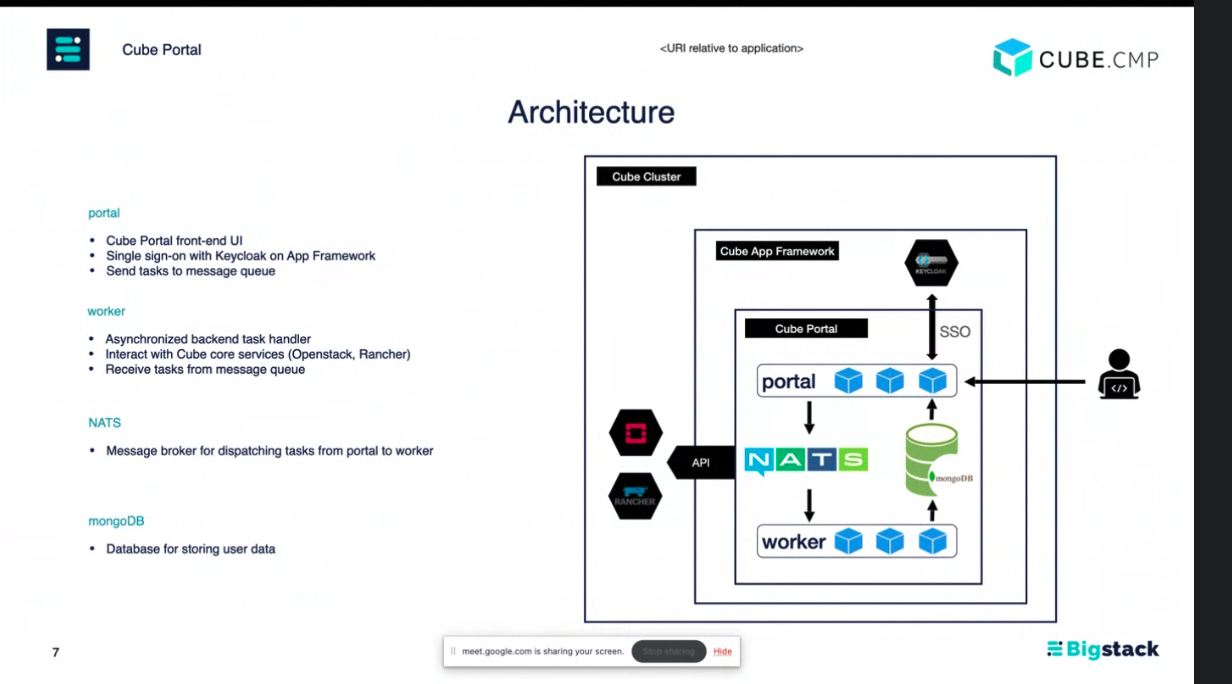 Cube Portal
<URI relative to application>
CUBE.CMP
Architecture
portal
• Cube Portal front-end UI
• Single sign-on with Keycloak on App Framework
• Send tasks to message queue
worker
• Asynchronized backend task handler
• Interact with Cube core services (Openstack, Rancher)
• Receive tasks from message queue
NATS
• Message broker for dispatching tasks from portal to worker
mongoDB
• Database for storing user data
Cube Cluster
Cube App Framework
KEYCLOAK
Cube Portal
SSO
portal
</>
API
NATS
mongoDB
RANCHER
worker
7
meet.google.com is sharing your screen.
Stop sharing
Hide
Bigstack